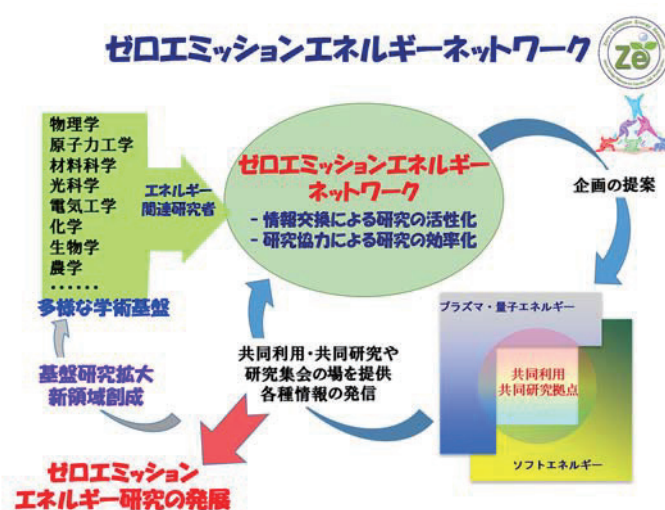 ゼロエミッションエネルギーネットワーク
Ze
物理学
原子力工学
材料科学
光科学
電気工学
化学
生物学
農学
……
多様な学術基盤
エネルギー
関連研究者
ゼロエミッションエネルギー
ネットワーク
- 情報交換による研究の活性化
- 研究協力による研究の効率化
企画の提案
プラズマ・量子エネルギー
共同利用
共同研究拠点
ソフトエネルギー
共同利用・共同研究や
研究集会の場を提供
各種情報の発信
基盤研究拡大
新領域創成
ゼロエミッション
エネルギー研究の発展